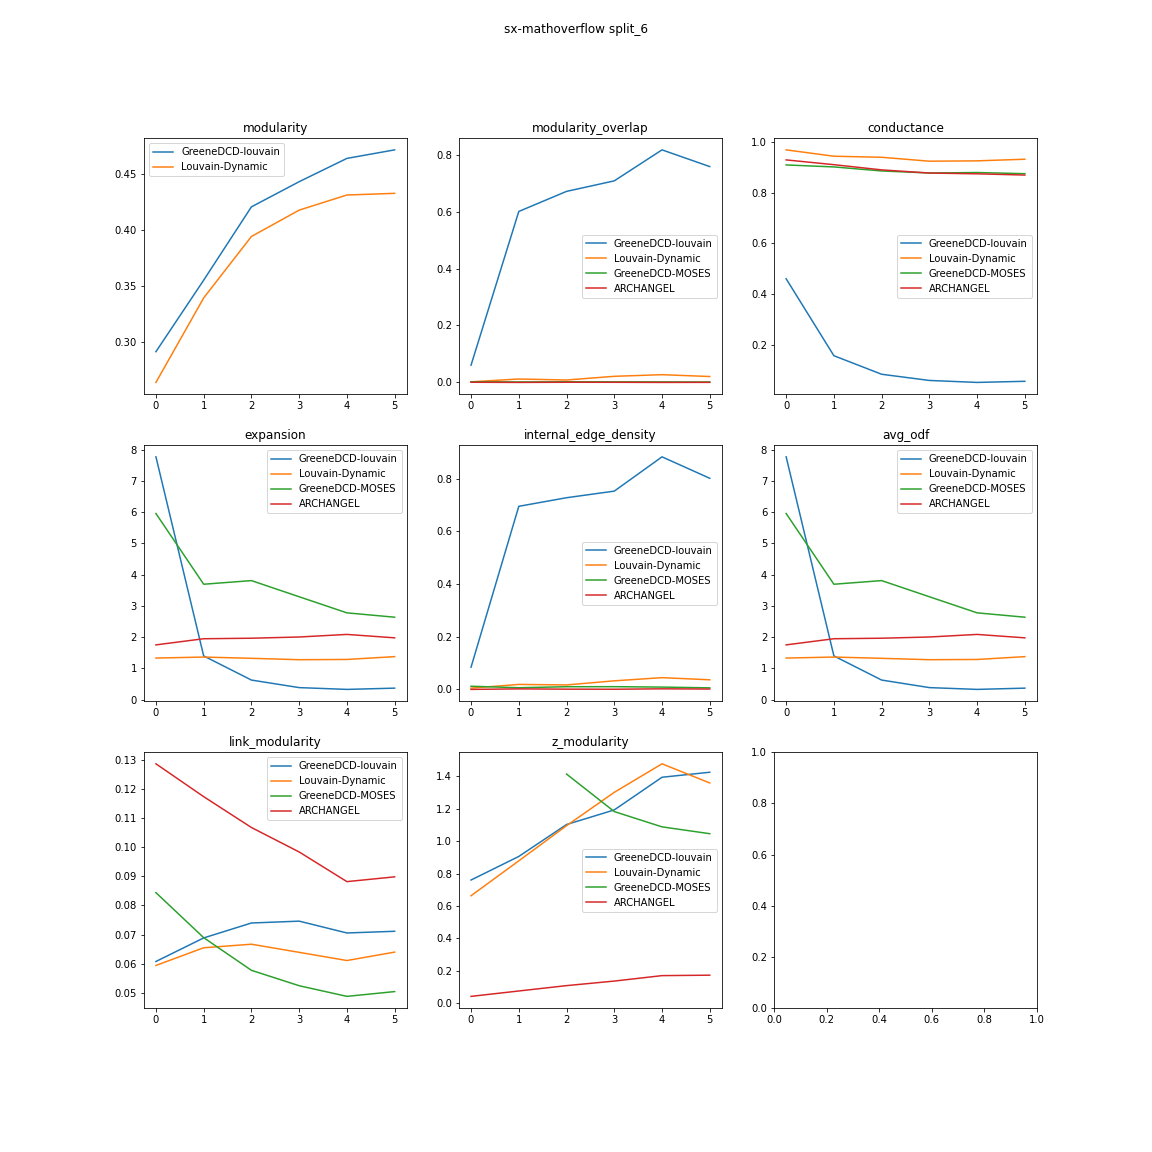 sx-mathoverflow split_6
modularity
GreeneDCD-louvain
Louvain-Dynamic
0.45
0.40
0.35
0.30
0 1 2 3 4 5
modularity_overlap
GreeneDCD-louvain
Louvain-Dynamic
GreeneDCD-MOSES
ARCHANGEL
0.8
0.6
0.4
0.2
0.0
0 1 2 3 4 5
conductance
GreeneDCD-louvain
Louvain-Dynamic
GreeneDCD-MOSES
ARCHANGEL
1.0
0.8
0.6
0.4
0.2
0 1 2 3 4 5
expansion
GreeneDCD-louvain
Louvain-Dynamic
GreeneDCD-MOSES
ARCHANGEL
8
7
6
5
4
3
2
1
0
0 1 2 3 4 5
internal_edge_density
GreeneDCD-louvain
Louvain-Dynamic
GreeneDCD-MOSES
ARCHANGEL
0.8
0.6
0.4
0.2
0.0
0 1 2 3 4 5
avg_odf
GreeneDCD-louvain
Louvain-Dynamic
GreeneDCD-MOSES
ARCHANGEL
8
7
6
5
4
3
2
1
0
0 1 2 3 4 5
link_modularity
GreeneDCD-louvain
Louvain-Dynamic
GreeneDCD-MOSES
ARCHANGEL
0.13
0.12
0.11
0.10
0.09
0.08
0.07
0.06
0.05
0 1 2 3 4 5
z_modularity
GreeneDCD-louvain
Louvain-Dynamic
GreeneDCD-MOSES
ARCHANGEL
1.4
1.2
1.0
0.8
0.6
0.4
0.2
0.0
0 1 2 3 4 5
1.0
0.8
0.6
0.4
0.2
0.0
0.0 0.2 0.4 0.6 0.8 1.0